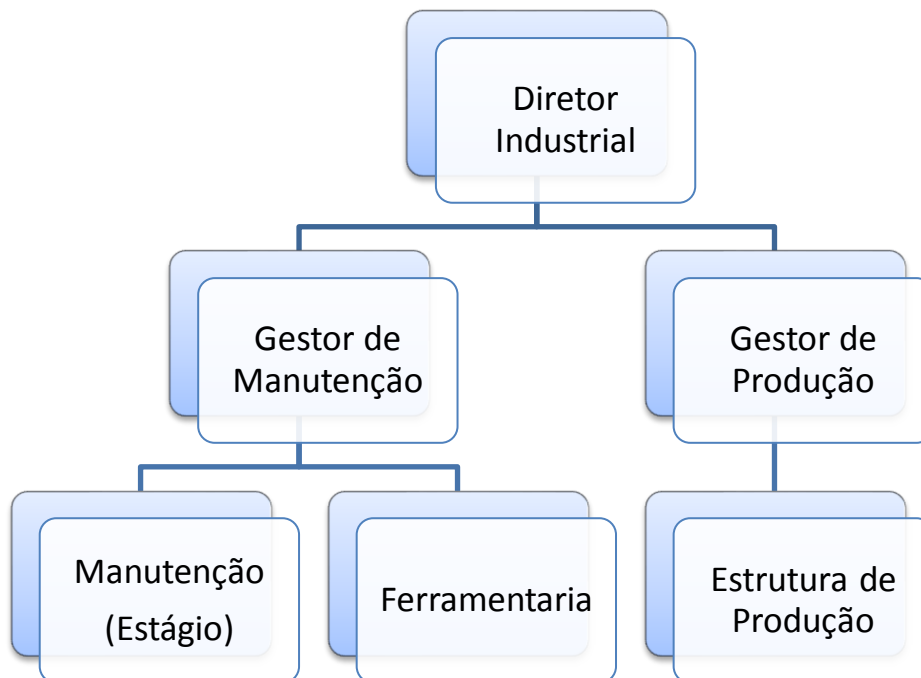 Diretor
Industrial
Gestor de
Manutenção
Gestor de
Produção
Manutenção
(Estágio)
Ferramentaria
Estrutura de
Produção